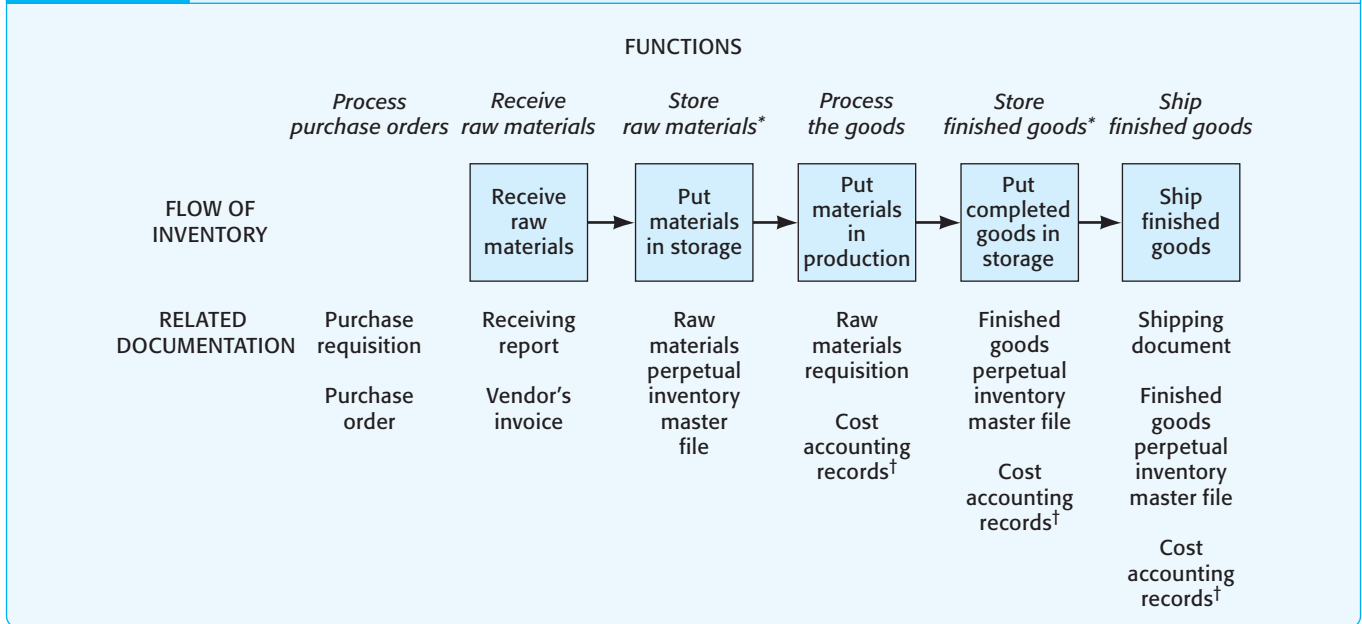 FUNCTIONS
Process
purchase orders
Receive
raw materials
Store
raw materials*
Process
the goods
Store
finished goods*
Ship
finished goods
FLOW OF
INVENTORY
Receive
raw
materials
Put
materials
in storage
Put
materials
in
production
Put
completed
goods in
storage
Ship
finished
goods
RELATED
DOCUMENTATION
Purchase
requisition
Purchase
order
Receiving
report
Vendor's
invoice
Raw
materials
perpetual
inventory
master
file
Raw
materials
requisition
Cost
accounting
records†
Finished
goods
perpetual
inventory
master file
Cost
accounting
records†
Shipping
document
Finished
goods
perpetual
inventory
master file
Cost
accounting
records†